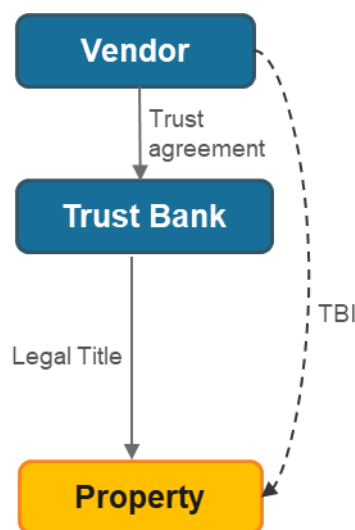 Vendor
Trust
agreement
Trust Bank
Legal Title
TBI
Property